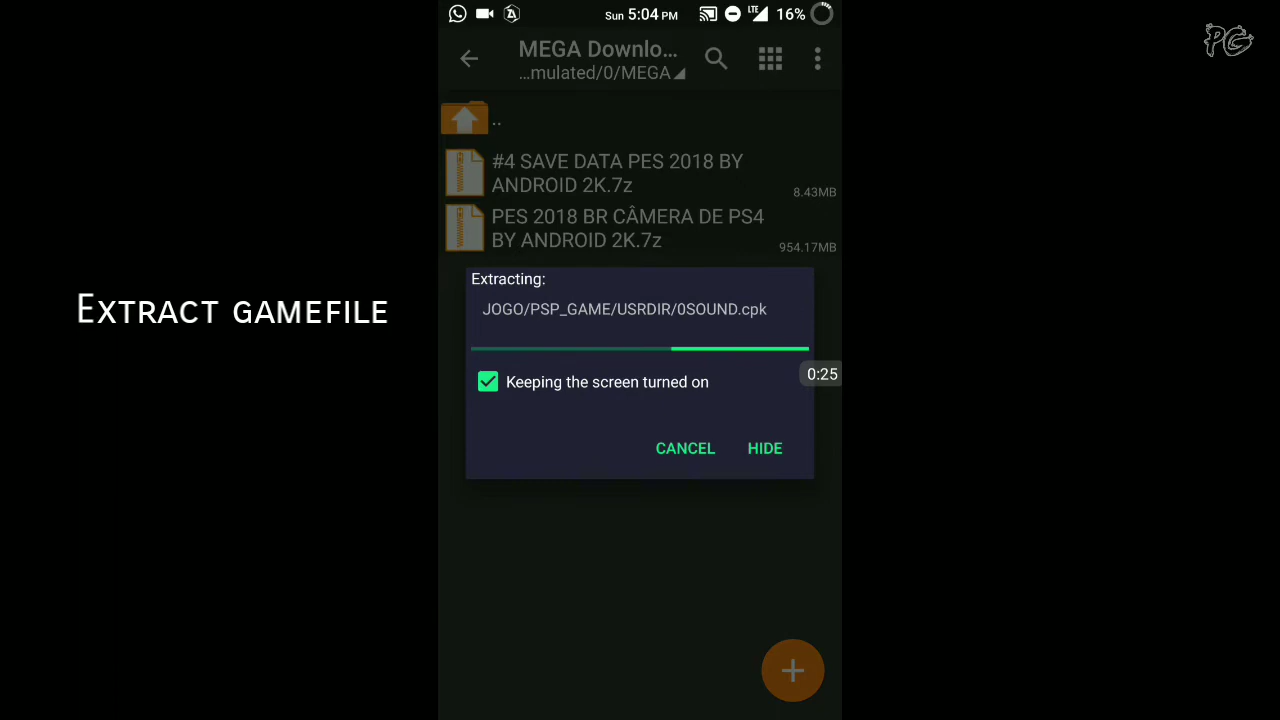 Sun 5:04 PM
LTE
16%
PG
MEGA Downlo...
...mulated/0/MEGA
..
#4 SAVE DATA PES 2018 BY
ANDROID 2K.7z
8.43MB
PES 2018 BR CÂMERA DE PS4
BY ANDROID 2K.7z
954.17MB
Extracting:
JOGO/PSP_GAME/USRDIR/0SOUND.cpk
Extract gamefile
0:25
Keeping the screen turned on
CANCEL
HIDE